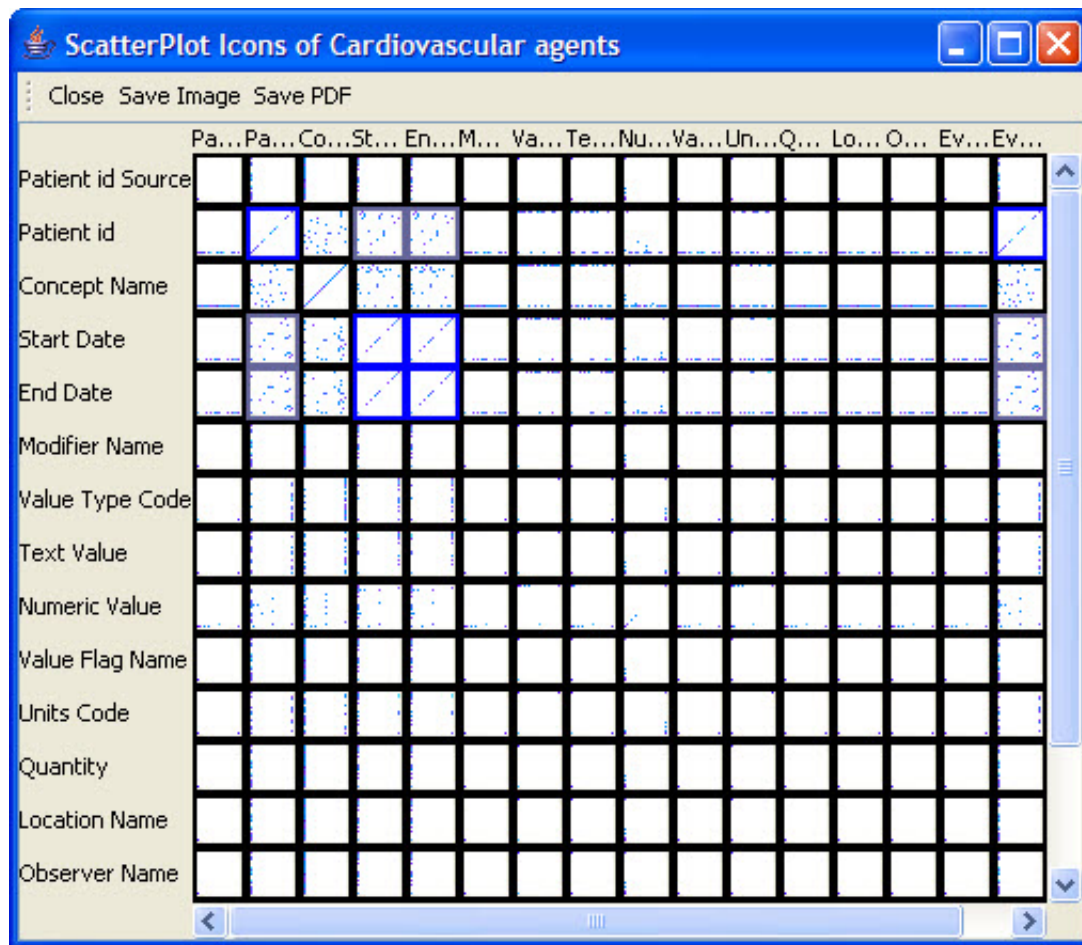 ScatterPlot Icons of Cardiovascular agents
Close Save Image Save PDF
Pa... Pa... Co... St... En... M... Va... Te... Nu... Va... Un... Q... Lo... O... Ev... Ev...
Patient id Source
Patient id
Concept Name
Start Date
End Date
Modifier Name
Value Type Code
Text Value
Numeric Value
Value Flag Name
Units Code
Quantity
Location Name
Observer Name